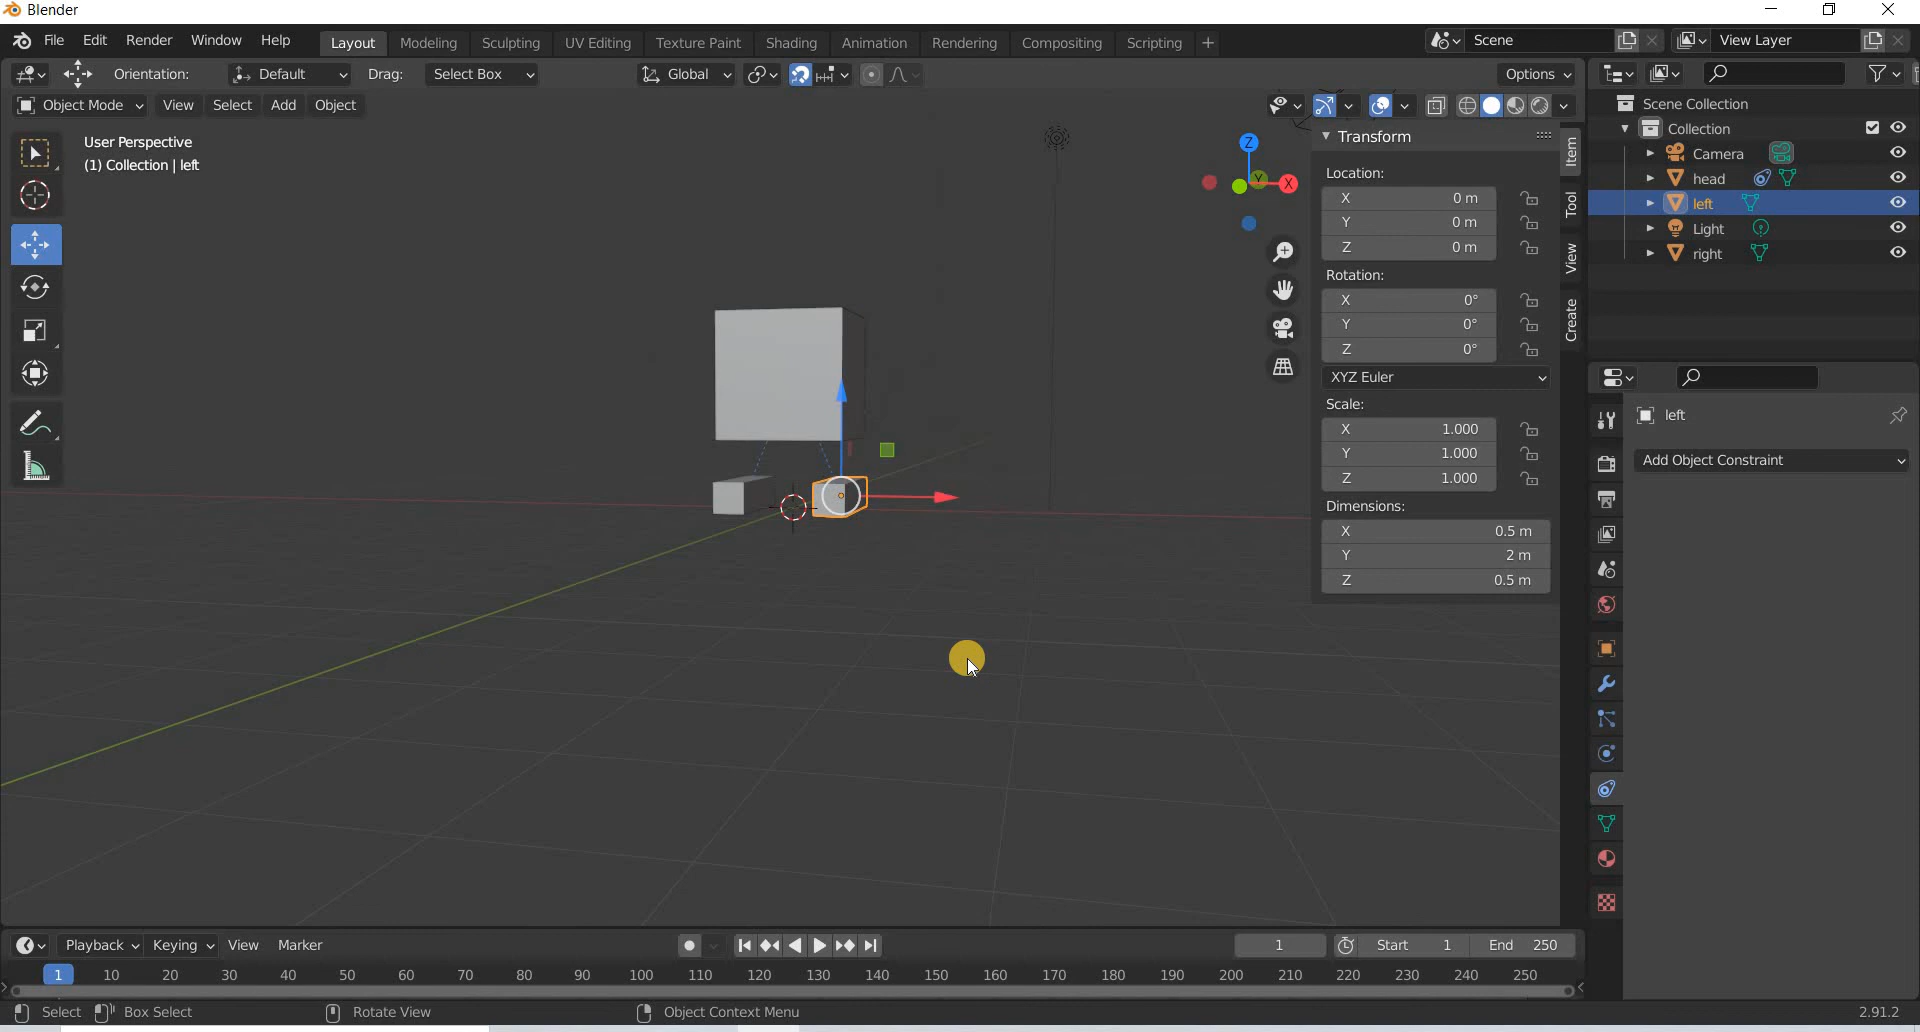 Blender
File Edit Render Window Help Layout Modeling Sculpting UV Editing Texture Paint Shading Animation Rendering Compositing Scripting + Scene View Layer
Orientation: Default Drag: Select Box Global Options
Object Mode View Select Add Object
User Perspective
(1) Collection | left
Z
Y
X
Transform
Location:
X 0 m
Y 0 m
Z 0 m
Rotation:
X 0°
Y 0°
Z 0°
XYZ Euler
Scale:
X 1.000
Y 1.000
Z 1.000
Dimensions:
X 0.5 m
Y 2 m
Z 0.5 m
Item
Tool
View
Create
Scene Collection
Collection
Camera
head
left
Light
right
left
Add Object Constraint
Playback Keying View Marker 1 Start 1 End 250
1 10 20 30 40 50 60 70 80 90 100 110 120 130 140 150 160 170 180 190 200 210 220 230 240 250
Select Box Select Rotate View Object Context Menu 2.91.2